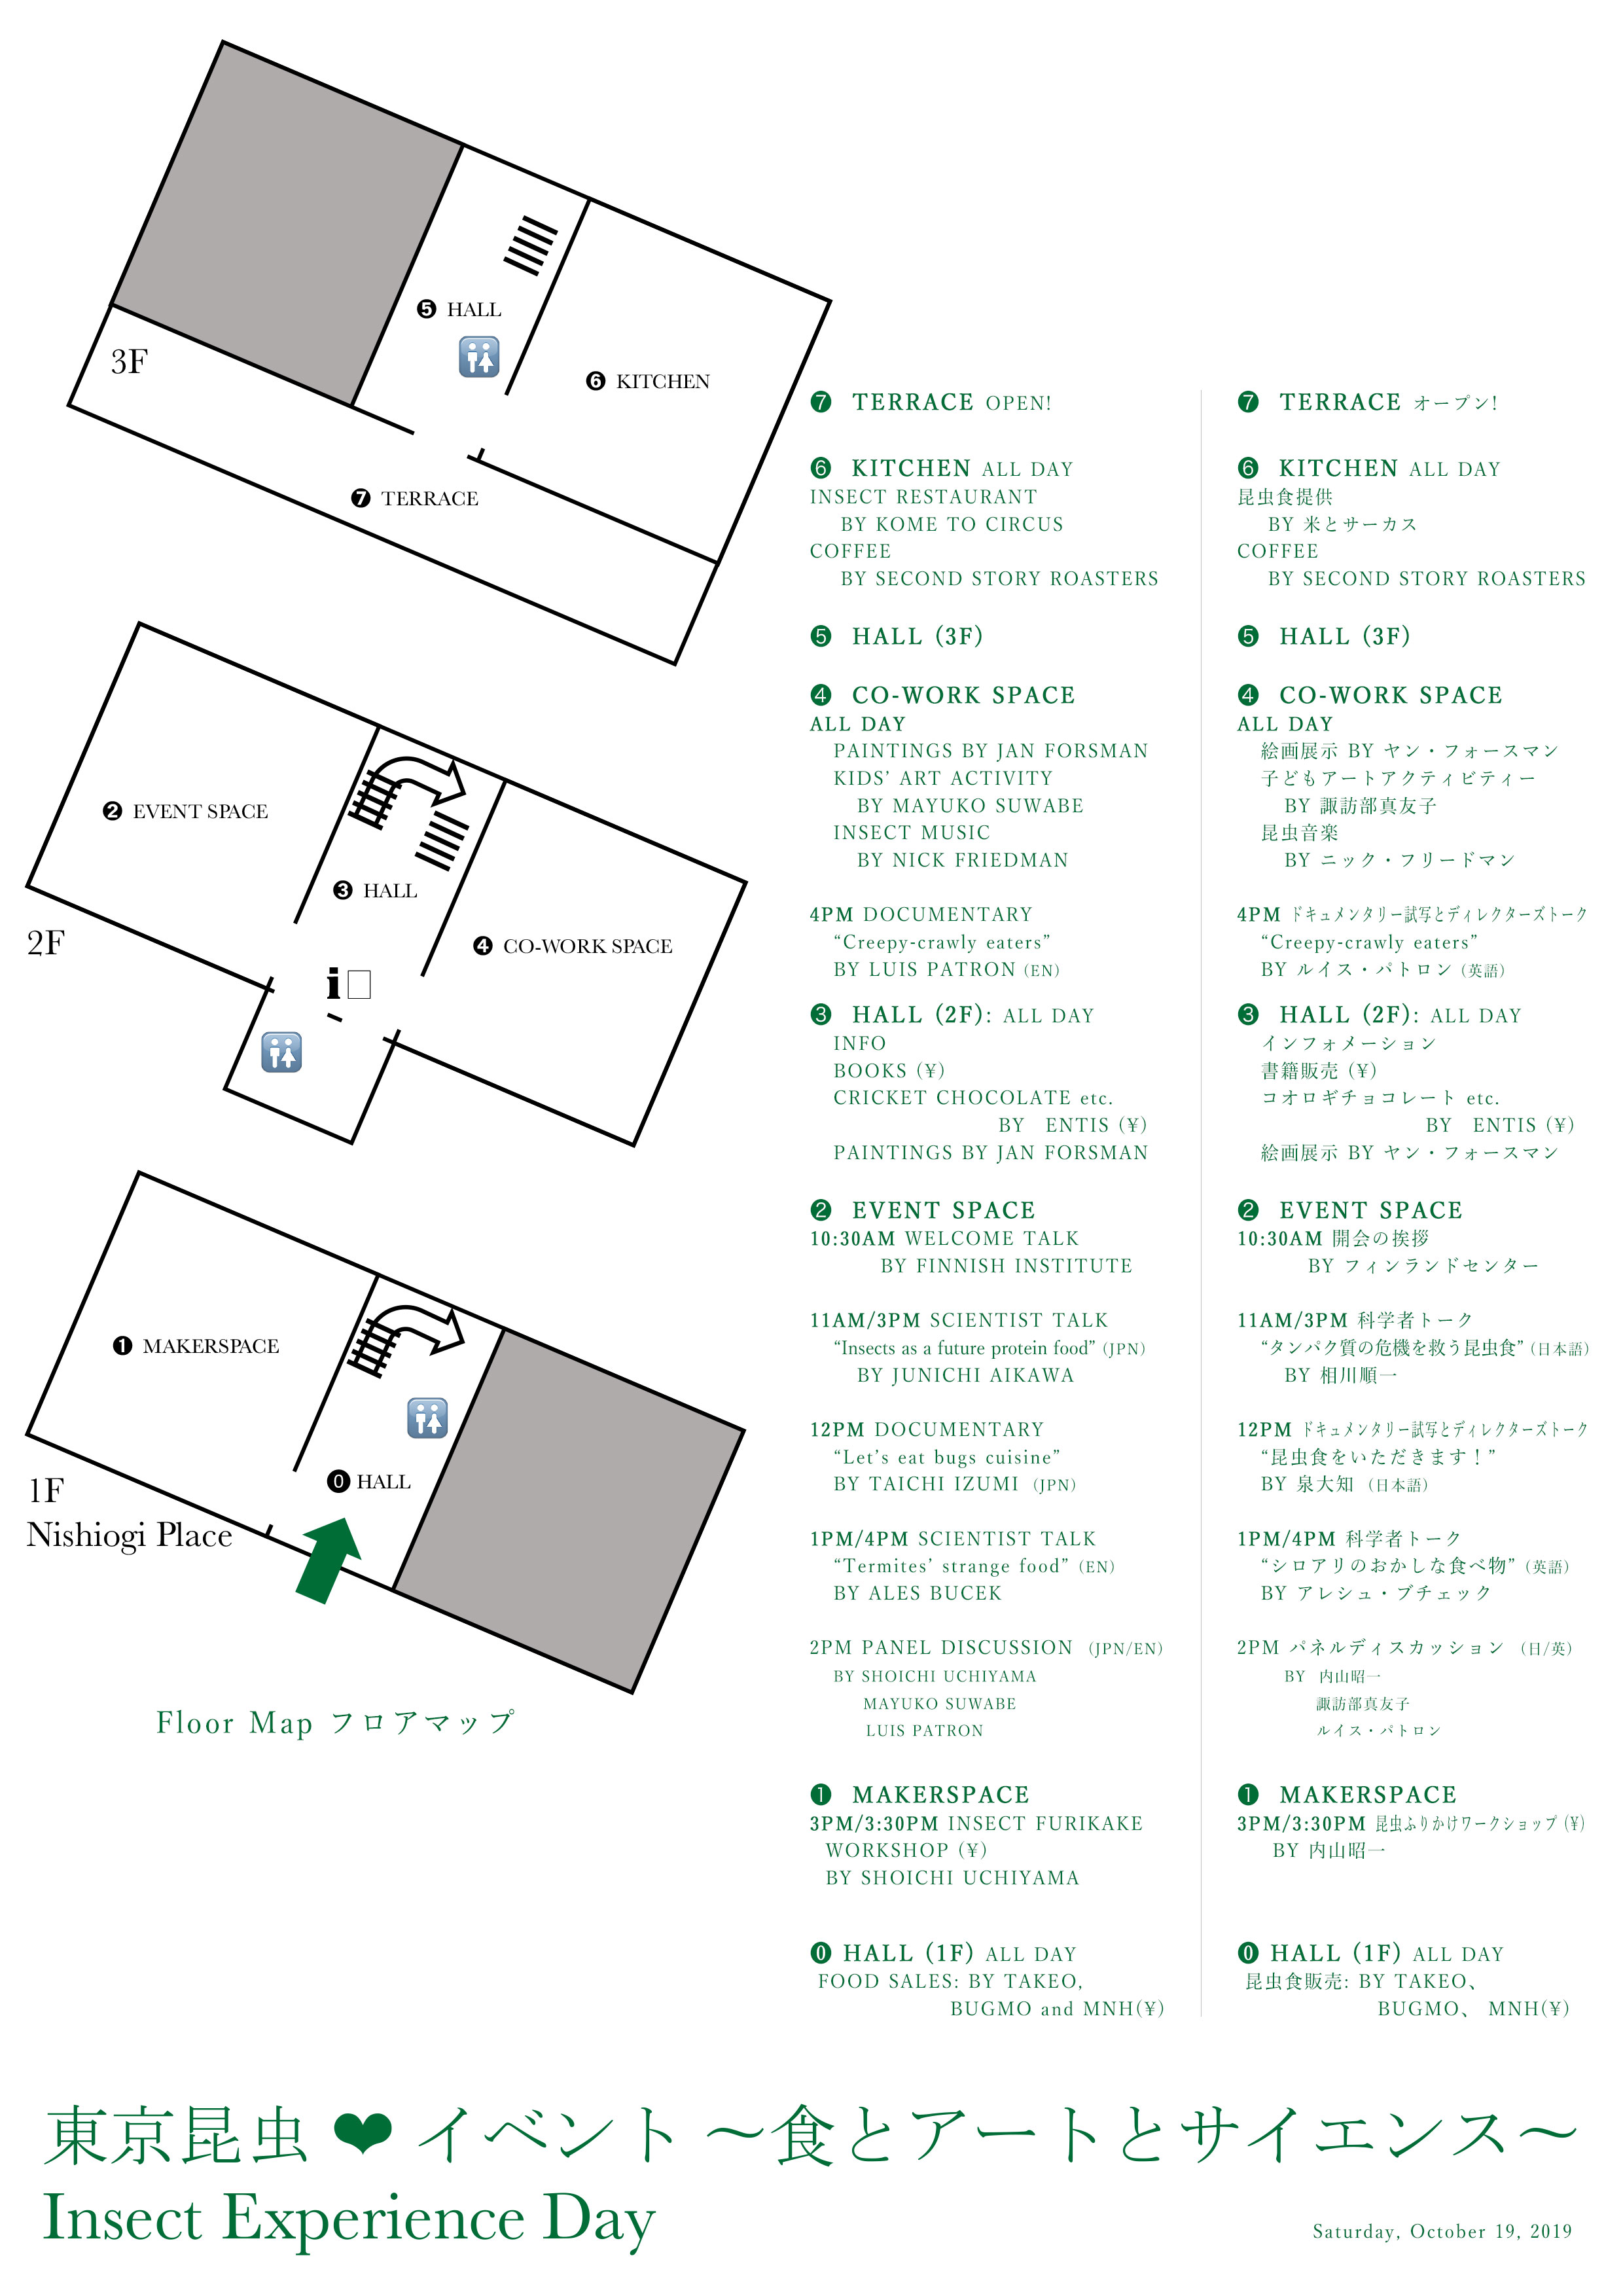 ❺ HALL
3F
❻ KITCHEN
❼ TERRACE
❷ EVENT SPACE
❸ HALL
2F
❹ CO-WORK SPACE
i
❶ MAKERSPACE
⓿ HALL
1F
Nishiogi Place
Floor Map フロアマップ
❼ TERRACE OPEN!
❻ KITCHEN ALL DAY
INSECT RESTAURANT
BY KOME TO CIRCUS
COFFEE
BY SECOND STORY ROASTERS
❺ HALL (3F)
❹ CO-WORK SPACE
ALL DAY
PAINTINGS BY JAN FORSMAN
KIDS’ ART ACTIVITY
BY MAYUKO SUWABE
INSECT MUSIC
BY NICK FRIEDMAN
4PM DOCUMENTARY
“Creepy-crawly eaters”
BY LUIS PATRON (EN)
❸ HALL (2F): ALL DAY
INFO
BOOKS (¥)
CRICKET CHOCOLATE etc.
BY ENTIS (¥)
PAINTINGS BY JAN FORSMAN
❷ EVENT SPACE
10:30AM WELCOME TALK
BY FINNISH INSTITUTE
11AM/3PM SCIENTIST TALK
“Insects as a future protein food” (JPN)
BY JUNICHI AIKAWA
12PM DOCUMENTARY
“Let’s eat bugs cuisine”
BY TAICHI IZUMI (JPN)
1PM/4PM SCIENTIST TALK
“Termites’ strange food” (EN)
BY ALES BUCEK
2PM PANEL DISCUSSION (JPN/EN)
BY SHOICHI UCHIYAMA
MAYUKO SUWABE
LUIS PATRON
❶ MAKERSPACE
3PM/3:30PM INSECT FURIKAKE
WORKSHOP (¥)
BY SHOICHI UCHIYAMA
⓿ HALL (1F) ALL DAY
FOOD SALES: BY TAKEO,
BUGMO and MNH(¥)
❼ TERRACE オープン!
❻ KITCHEN ALL DAY
昆虫食提供
BY 米とサーカス
COFFEE
BY SECOND STORY ROASTERS
❺ HALL (3F)
❹ CO-WORK SPACE
ALL DAY
絵画展示 BY ヤン・フォースマン
子どもアートアクティビティー
BY 諏訪部真友子
昆虫音楽
BY ニック・フリードマン
4PM ドキュメンタリー試写とディレクターズトーク
“Creepy-crawly eaters”
BY ルイス・パトロン (英語)
❸ HALL (2F): ALL DAY
インフォメーション
書籍販売 (¥)
コオロギチョコレート etc.
BY ENTIS (¥)
絵画展示 BY ヤン・フォースマン
❷ EVENT SPACE
10:30AM 開会の挨拶
BY フィンランドセンター
11AM/3PM 科学者トーク
“タンパク質の危機を救う昆虫食” (日本語)
BY 相川順一
12PM ドキュメンタリー試写とディレクターズトーク
“昆虫食をいただきます！”
BY 泉大知 (日本語)
1PM/4PM 科学者トーク
“シロアリのおかしな食べ物” (英語)
BY アレシュ・ブチェック
2PM パネルディスカッション (日/英)
BY 内山昭一
諏訪部真友子
ルイス・パトロン
❶ MAKERSPACE
3PM/3:30PM 昆虫ふりかけワークショップ (¥)
BY 内山昭一
⓿ HALL (1F) ALL DAY
昆虫食販売: BY TAKEO、
BUGMO、 MNH(¥)
東京昆虫 ❤ イベント 〜食とアートとサイエンス〜
Insect Experience Day
Saturday, October 19, 2019